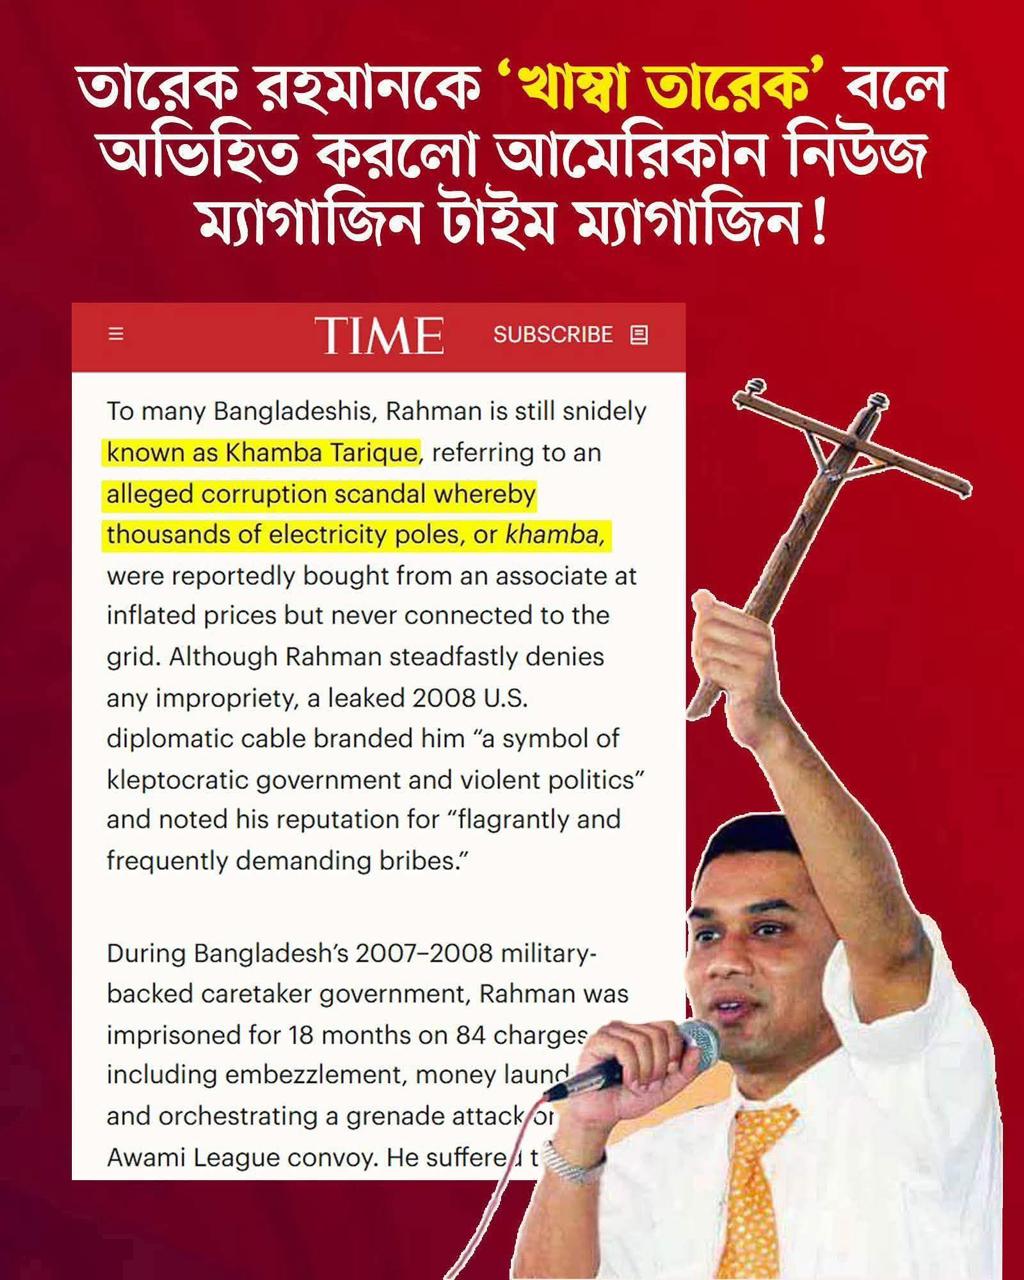 তারেক রহমানকে ‘খাম্বা তারেক’ বলে
অভিহিত করলো আমেরিকান নিউজ
ম্যাগাজিন টাইম ম্যাগাজিন!
TIME SUBSCRIBE
To many Bangladeshis, Rahman is still snidely
known as Khamba Tarique, referring to an
alleged corruption scandal whereby
thousands of electricity poles, or khamba,
were reportedly bought from an associate at
inflated prices but never connected to the
grid. Although Rahman steadfastly denies
any impropriety, a leaked 2008 U.S.
diplomatic cable branded him “a symbol of
kleptocratic government and violent politics”
and noted his reputation for “flagrantly and
frequently demanding bribes.”
During Bangladesh’s 2007–2008 military-
backed caretaker government, Rahman was
imprisoned for 18 months on 84 charges
including embezzlement, money laund
and orchestrating a grenade attack or
Awami League convoy. He suffered t